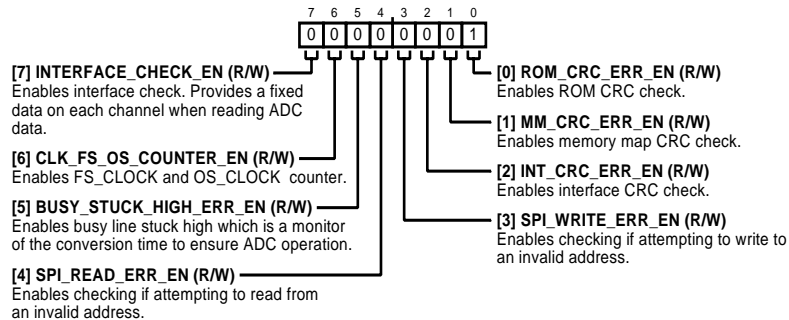 7 6 5 4 3 2 1 0
0 0 0 0 0 0 0 1
[7] INTERFACE_CHECK_EN (R/W)
Enables interface check. Provides a fixed
data on each channel when reading ADC
data.
[6] CLK_FS_OS_COUNTER_EN (R/W)
Enables FS_CLOCK and OS_CLOCK counter.
[5] BUSY_STUCK_HIGH_ERR_EN (R/W)
Enables busy line stuck high which is a monitor
of the conversion time to ensure ADC operation.
[4] SPI_READ_ERR_EN (R/W)
Enables checking if attempting to read from
an invalid address.
[0] ROM_CRC_ERR_EN (R/W)
Enables ROM CRC check.
[1] MM_CRC_ERR_EN (R/W)
Enables memory map CRC check.
[2] INT_CRC_ERR_EN (R/W)
Enables interface CRC check.
[3] SPI_WRITE_ERR_EN (R/W)
Enables checking if attempting to write to
an invalid address.